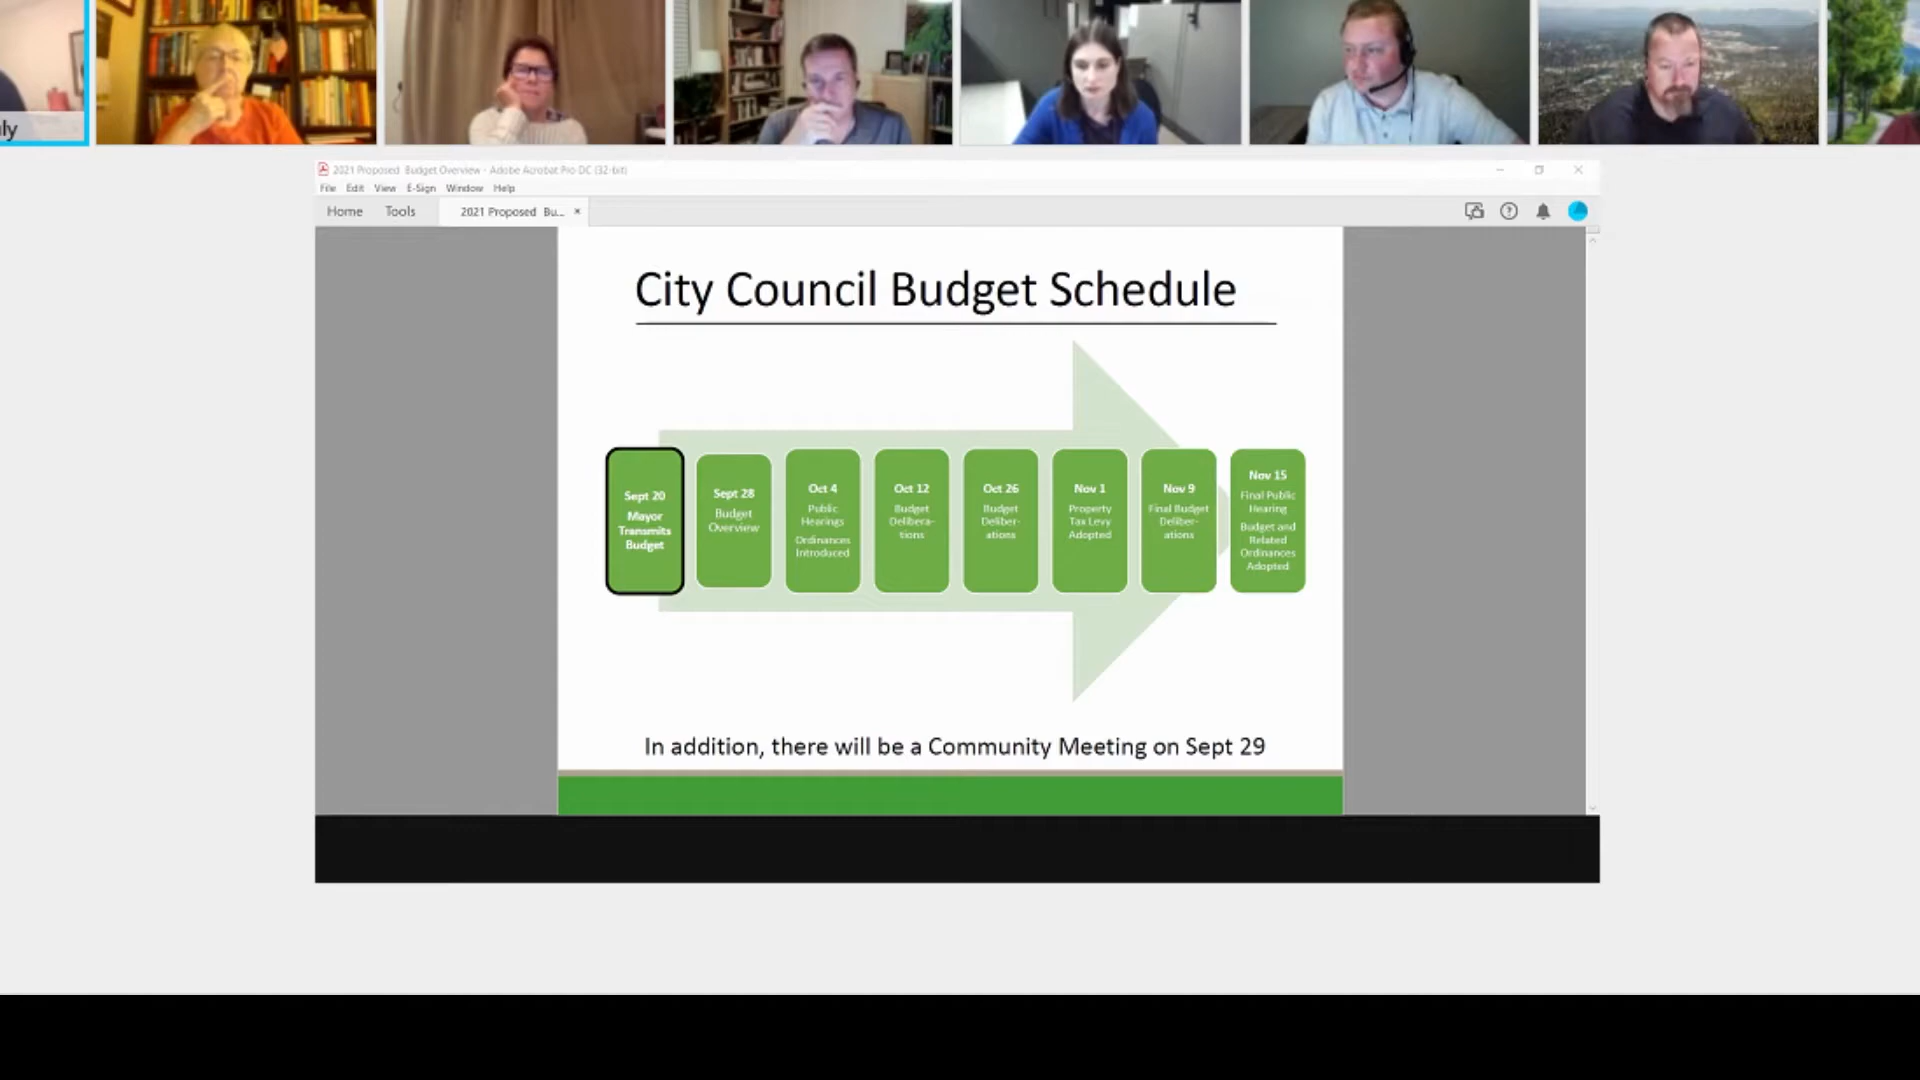 ly
2021 Proposed Budget Overview - Adobe Acrobat Pro DC (32-bit)
File Edit View E-Sign Window Help
Home Tools 2021 Proposed Bu... ×
City Council Budget Schedule
Sept 20
Mayor
Transmits
Budget
Sept 28
Budget
Overview
Oct 4
Public
Hearings
Ordinances
Introduced
Oct 12
Budget
Delibera-
tions
Oct 26
Budget
Deliber-
ations
Nov 1
Property
Tax Levy
Adopted
Nov 9
Final Budget
Deliber-
ations
Nov 15
Final Public
Hearing
Budget and
Related
Ordinances
Adopted
In addition, there will be a Community Meeting on Sept 29